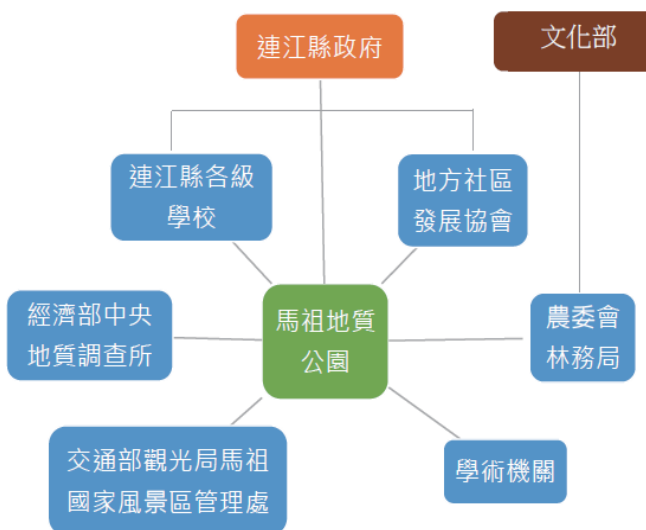 連江縣政府
文化部
連江縣各級
學校
地方社區
發展協會
經濟部中央
地質調查所
馬祖地質
公園
農委會
林務局
交通部觀光局馬祖
國家風景區管理處
學術機關